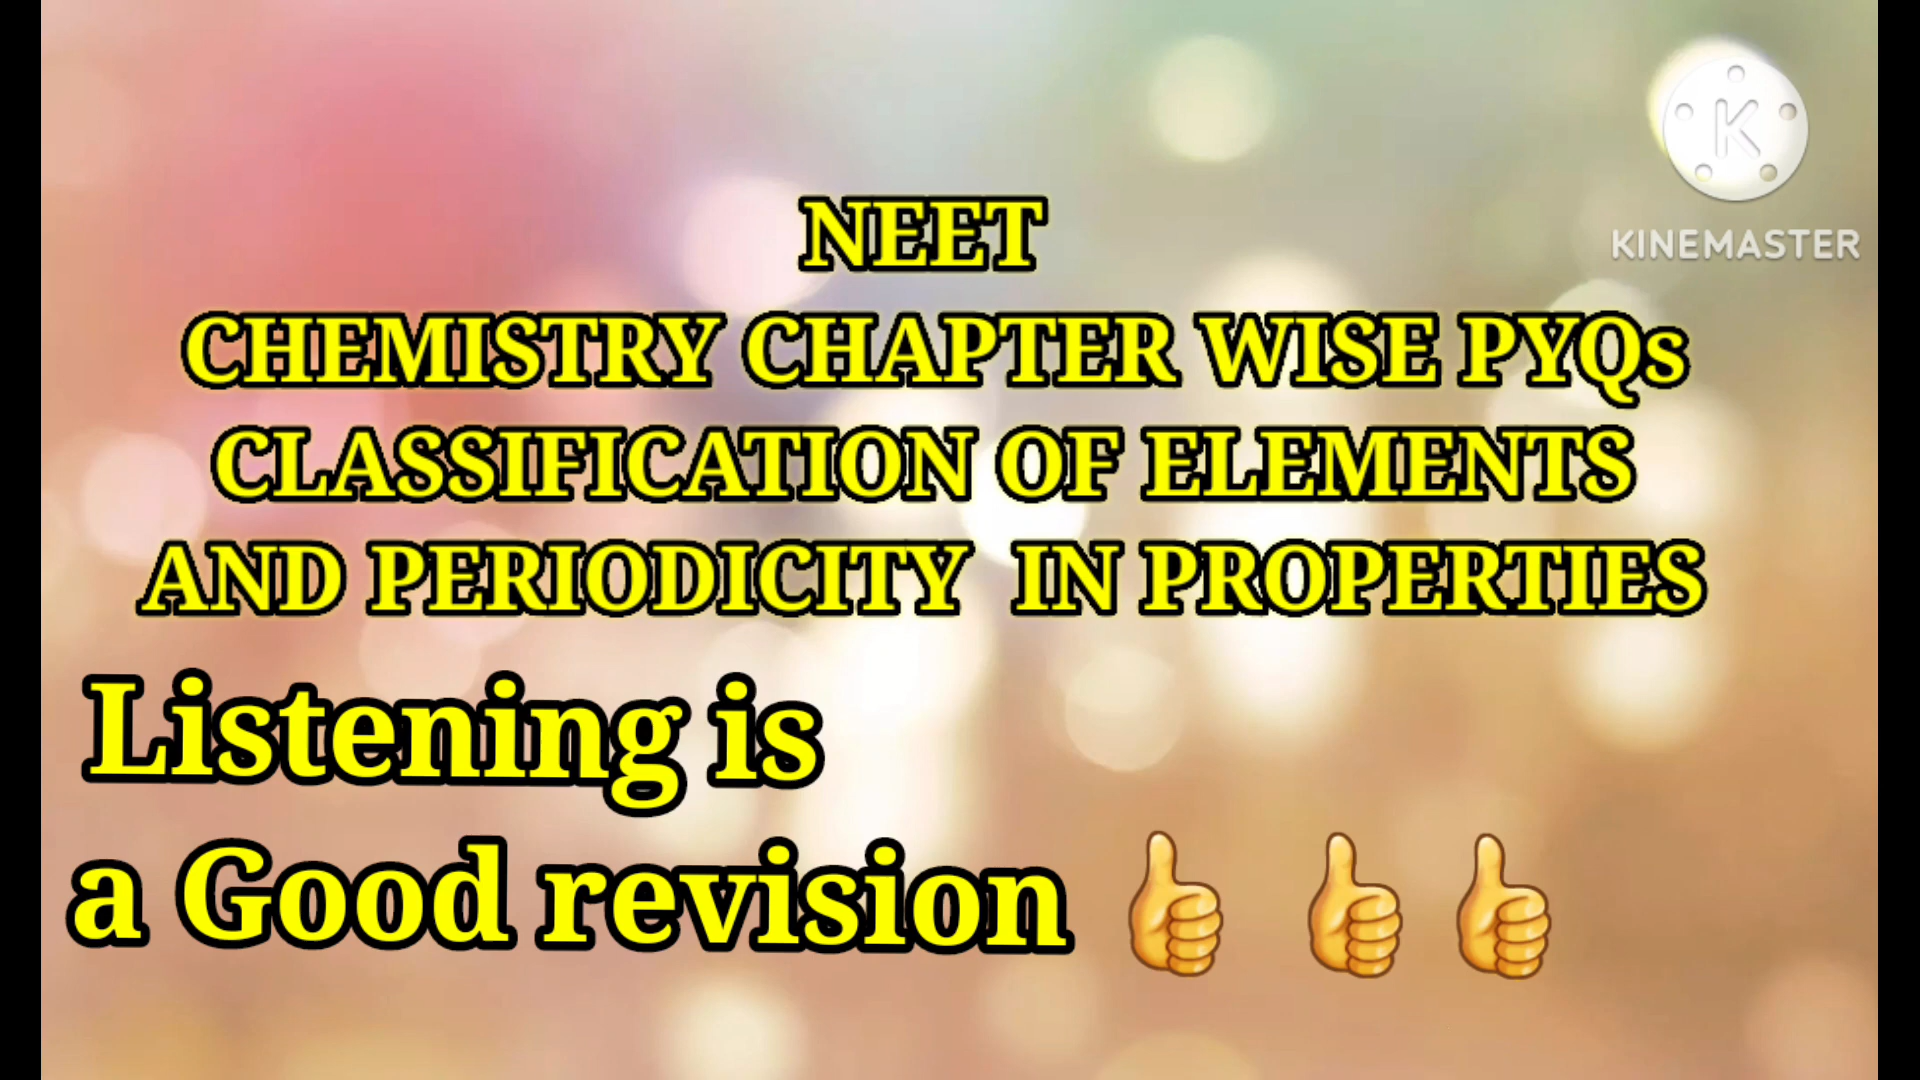 K
KINEMASTER
NEET
CHEMISTRY CHAPTER WISE PYQs
CLASSIFICATION OF ELEMENTS
AND PERIODICITY IN PROPERTIES
Listening is
a Good revision 👍 👍 👍